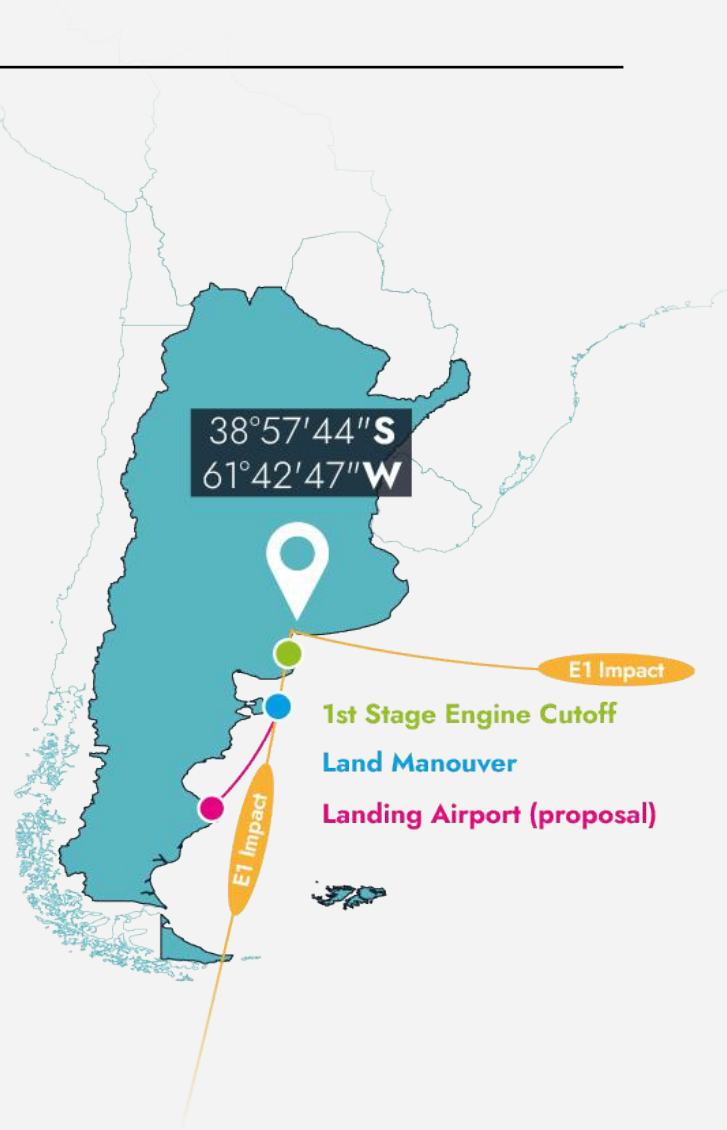 38°57'44"S
61°42'47"W
E1 Impact
1st Stage Engine Cutoff
Land Manouver
Landing Airport (proposal)
E1 Impact